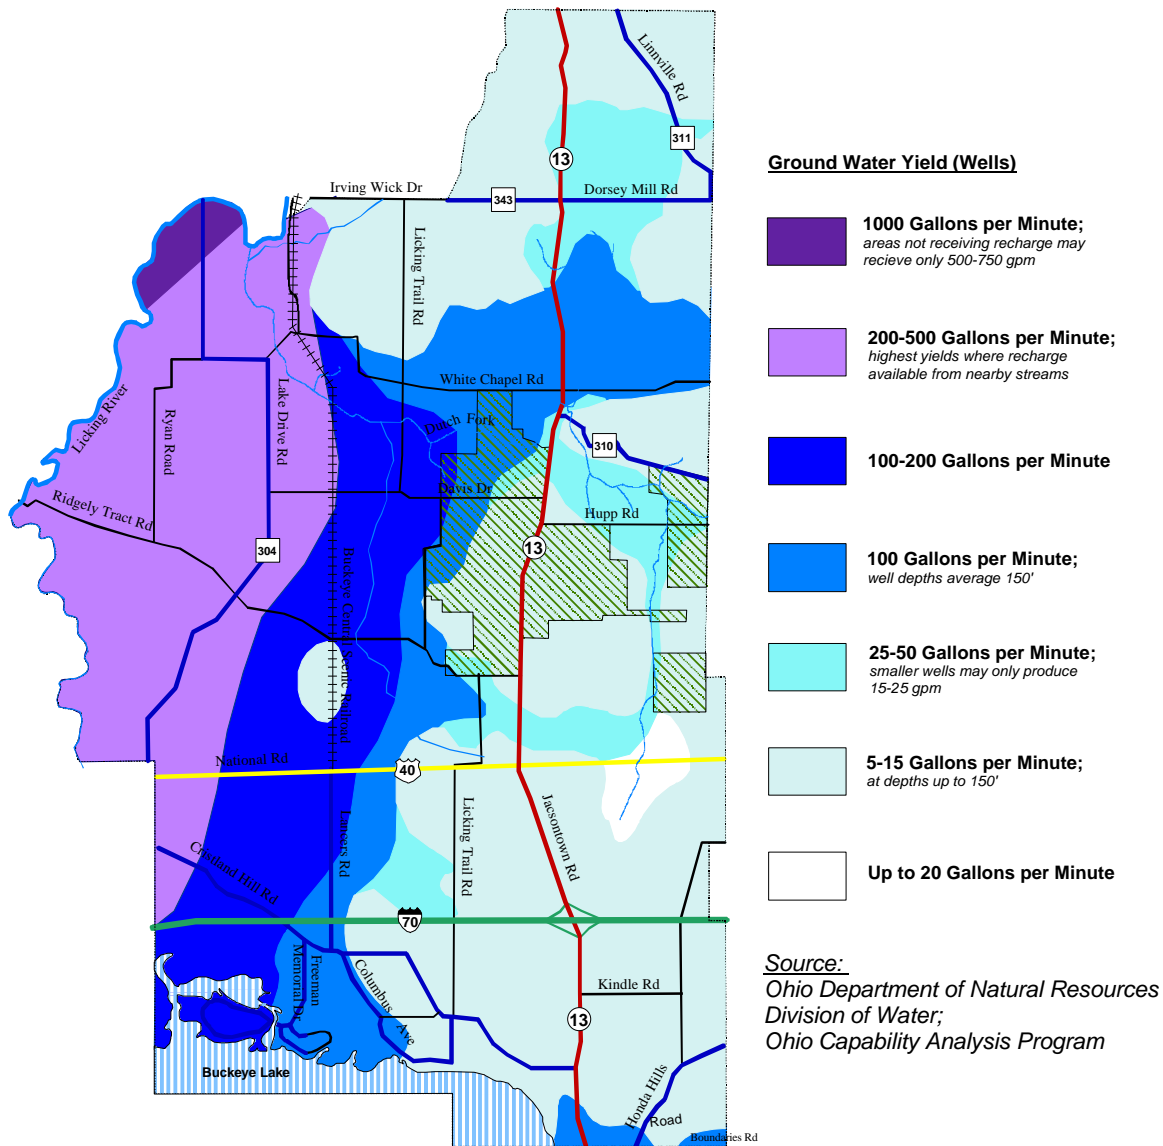 Linnville Rd
311
13
Irving Wick Dr
343
Dorsey Mill Rd
Licking Trail Rd
White Chapel Rd
Dutch Fork
310
Licking River
Ryan Road
Lake Drive Rd
Davis Dr
Hupp Rd
Ridgely Tract Rd
304
13
Buckeye Central Scenic Railroad
National Rd
40
Lancers Rd
Licking Trail Rd
Jacsontown Rd
Cristland Hill Rd
70
Freeman
Memorial Dr
Columbus Ave
Kindle Rd
13
Buckeye Lake
Honda Hills
Road
Boundaries Rd
Ground Water Yield (Wells)
1000 Gallons per Minute;
areas not receiving recharge may
recieve only 500-750 gpm
200-500 Gallons per Minute;
highest yields where recharge
available from nearby streams
100-200 Gallons per Minute
100 Gallons per Minute;
well depths average 150'
25-50 Gallons per Minute;
smaller wells may only produce
15-25 gpm
5-15 Gallons per Minute;
at depths up to 150'
Up to 20 Gallons per Minute
Source:
Ohio Department of Natural Resources
Division of Water;
Ohio Capability Analysis Program